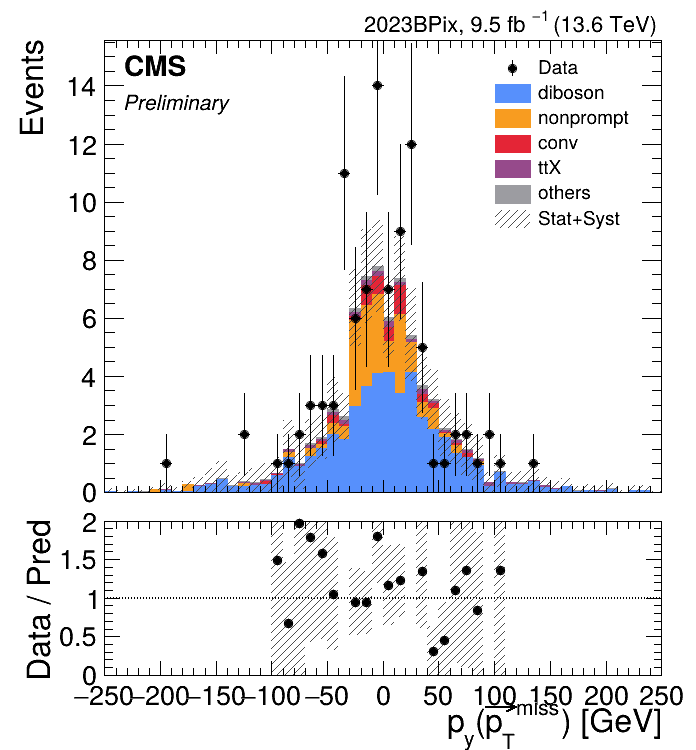 2023BPix, 9.5 fb⁻¹ (13.6 TeV)
CMS
Preliminary
Events
Data
diboson
nonprompt
conv
ttX
others
Stat+Syst
14
12
10
8
6
4
2
0
Data / Pred
2
1.5
1
0.5
0
−250 −200 −150 −100 −50 0 50 100 150 200 250
p_y(p⃗_T^miss) [GeV]